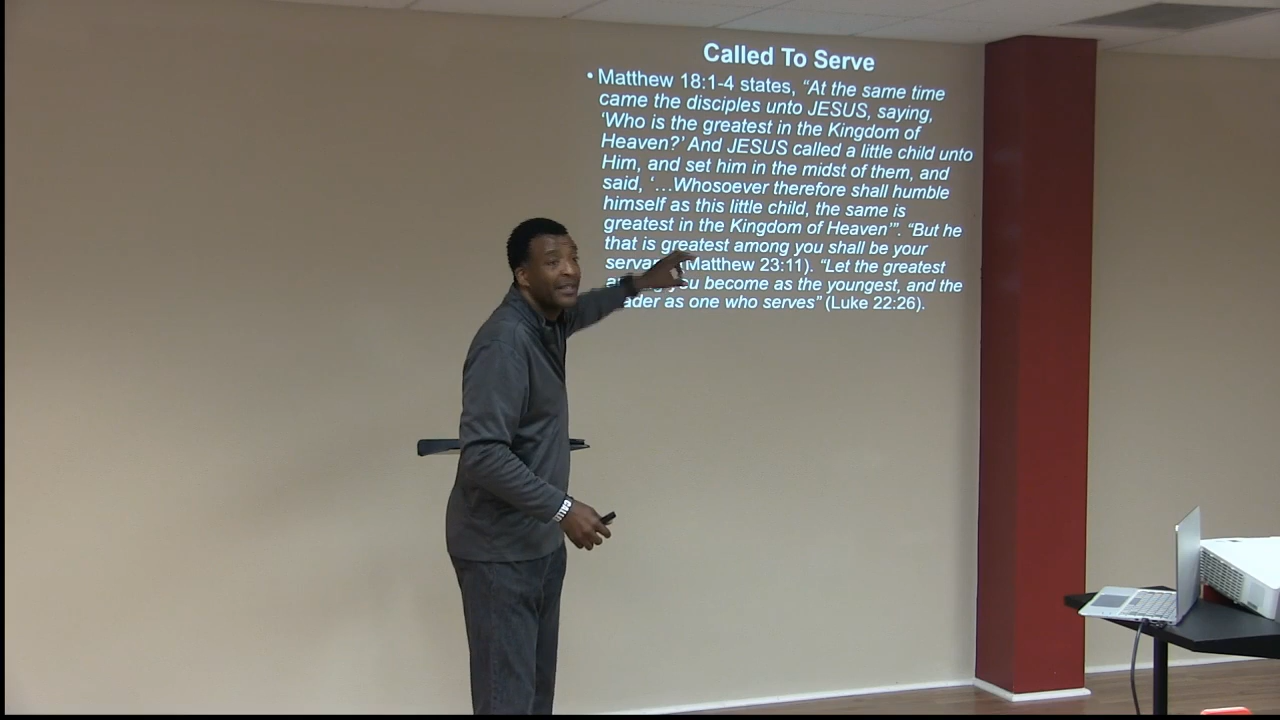 Called To Serve
• Matthew 18:1-4 states, “At the same time
came the disciples unto JESUS, saying,
‘Who is the greatest in the Kingdom of
Heaven?’ And JESUS called a little child unto
Him, and set him in the midst of them, and
said, ‘…Whosoever therefore shall humble
himself as this little child, the same is
greatest in the Kingdom of Heaven’”. “But he
that is greatest among you shall be your
(Matthew 23:11). “Let the greatest
you become as the youngest, and the
as one who serves” (Luke 22:26).